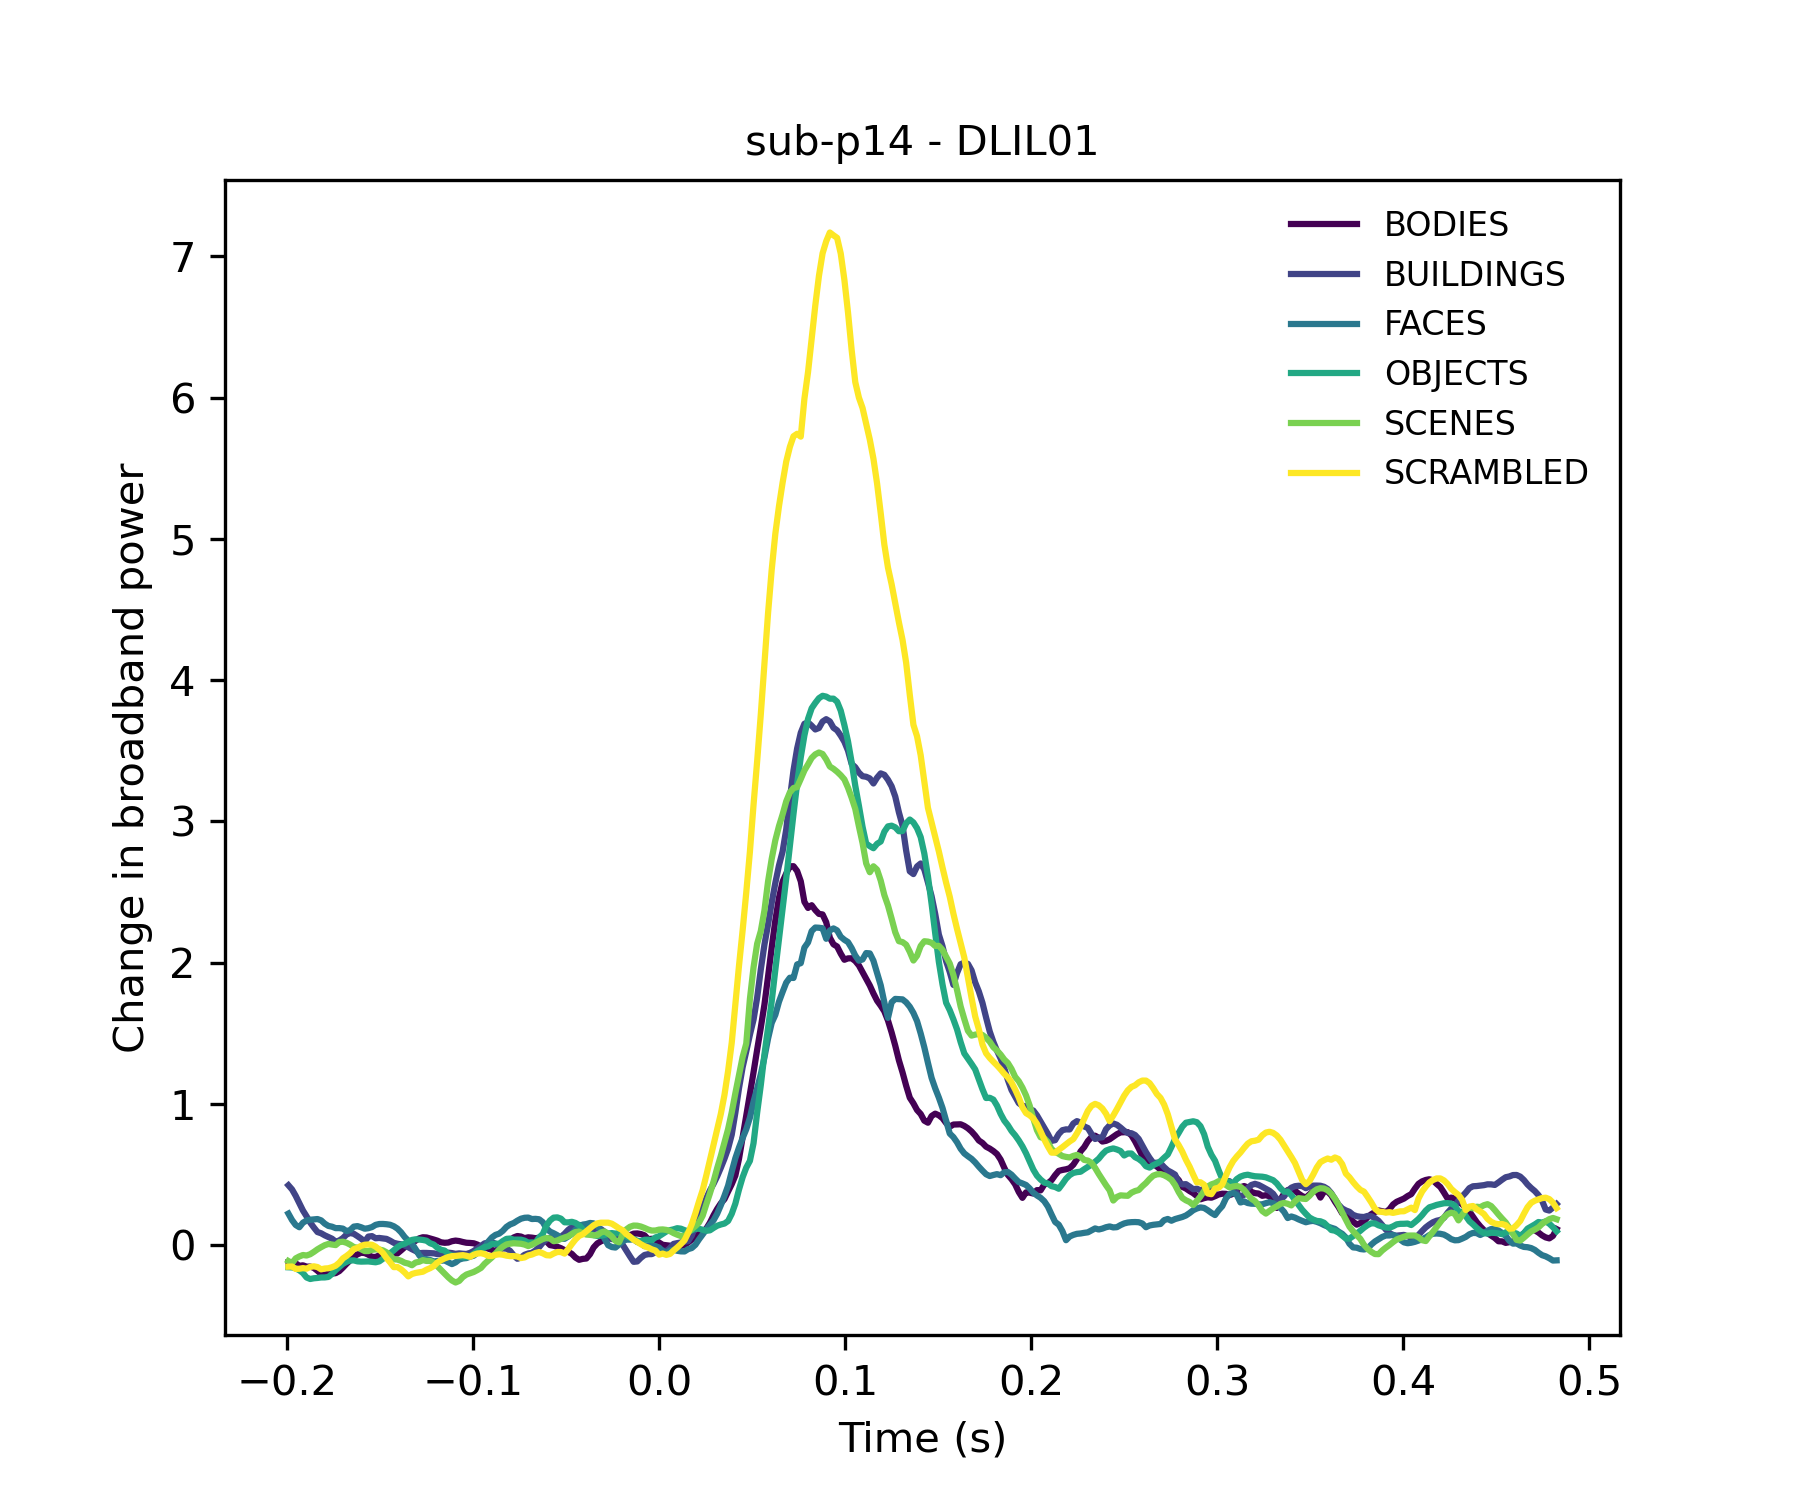 sub-p14 - DLIL01
BODIES
BUILDINGS
FACES
OBJECTS
SCENES
SCRAMBLED
Change in broadband power
7
6
5
4
3
2
1
0
−0.2 −0.1 0.0 0.1 0.2 0.3 0.4 0.5
Time (s)